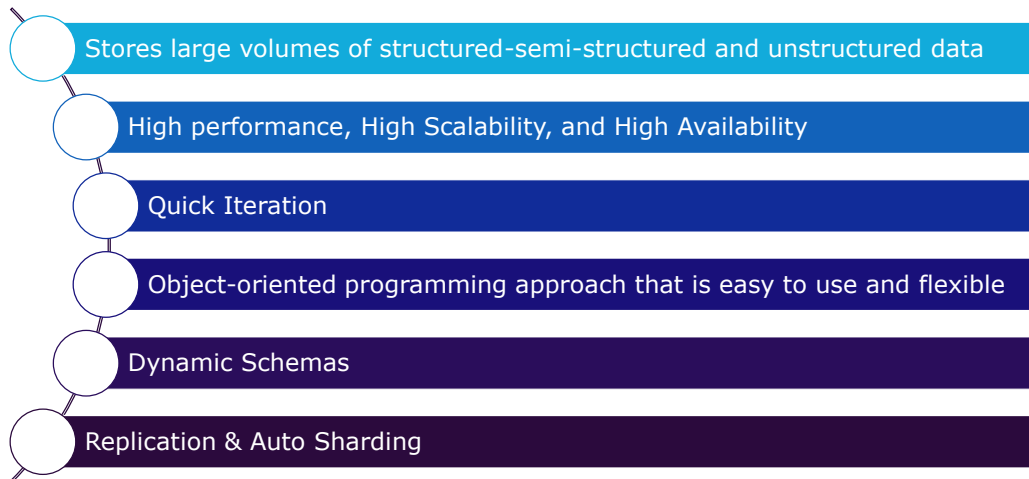 Stores large volumes of structured-semi-structured and unstructured data
High performance, High Scalability, and High Availability
Quick Iteration
Object-oriented programming approach that is easy to use and flexible
Dynamic Schemas
Replication & Auto Sharding